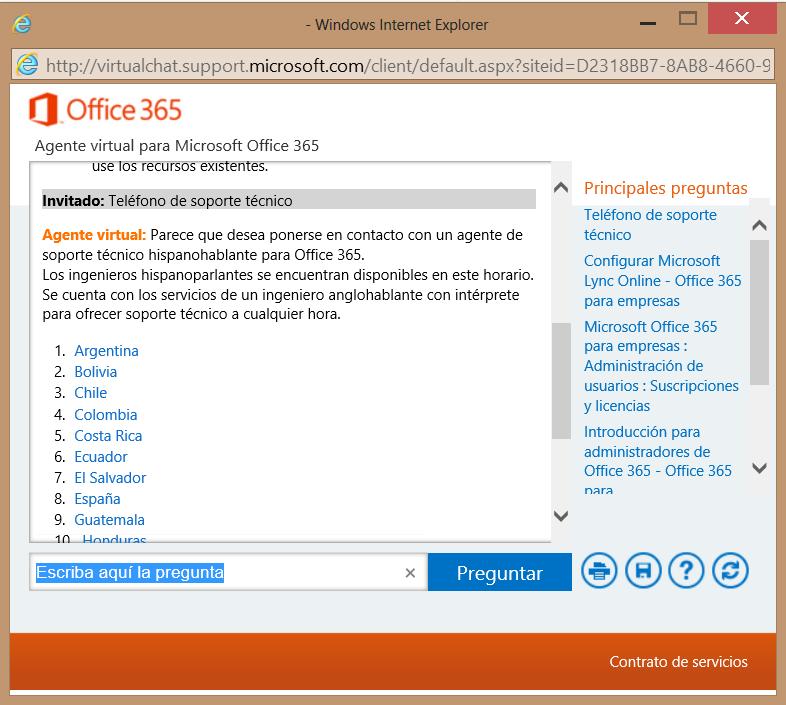 - Windows Internet Explorer
http://virtualchat.support.microsoft.com/client/default.aspx?siteid=D2318BB7-8AB8-4660-9
Office 365
Agente virtual para Microsoft Office 365
use los recursos existentes.
Invitado: Teléfono de soporte técnico
Agente virtual: Parece que desea ponerse en contacto con un agente de
soporte técnico hispanohablante para Office 365.
Los ingenieros hispanoparlantes se encuentran disponibles en este horario.
Se cuenta con los servicios de un ingeniero anglohablante con intérprete
para ofrecer soporte técnico a cualquier hora.
1. Argentina
2. Bolivia
3. Chile
4. Colombia
5. Costa Rica
6. Ecuador
7. El Salvador
8. España
9. Guatemala
10. Honduras
Principales preguntas
Teléfono de soporte
técnico
Configurar Microsoft
Lync Online - Office 365
para empresas
Microsoft Office 365
para empresas :
Administración de
usuarios : Suscripciones
y licencias
Introducción para
administradores de
Office 365 - Office 365
para
Escriba aquí la pregunta
Preguntar
Contrato de servicios